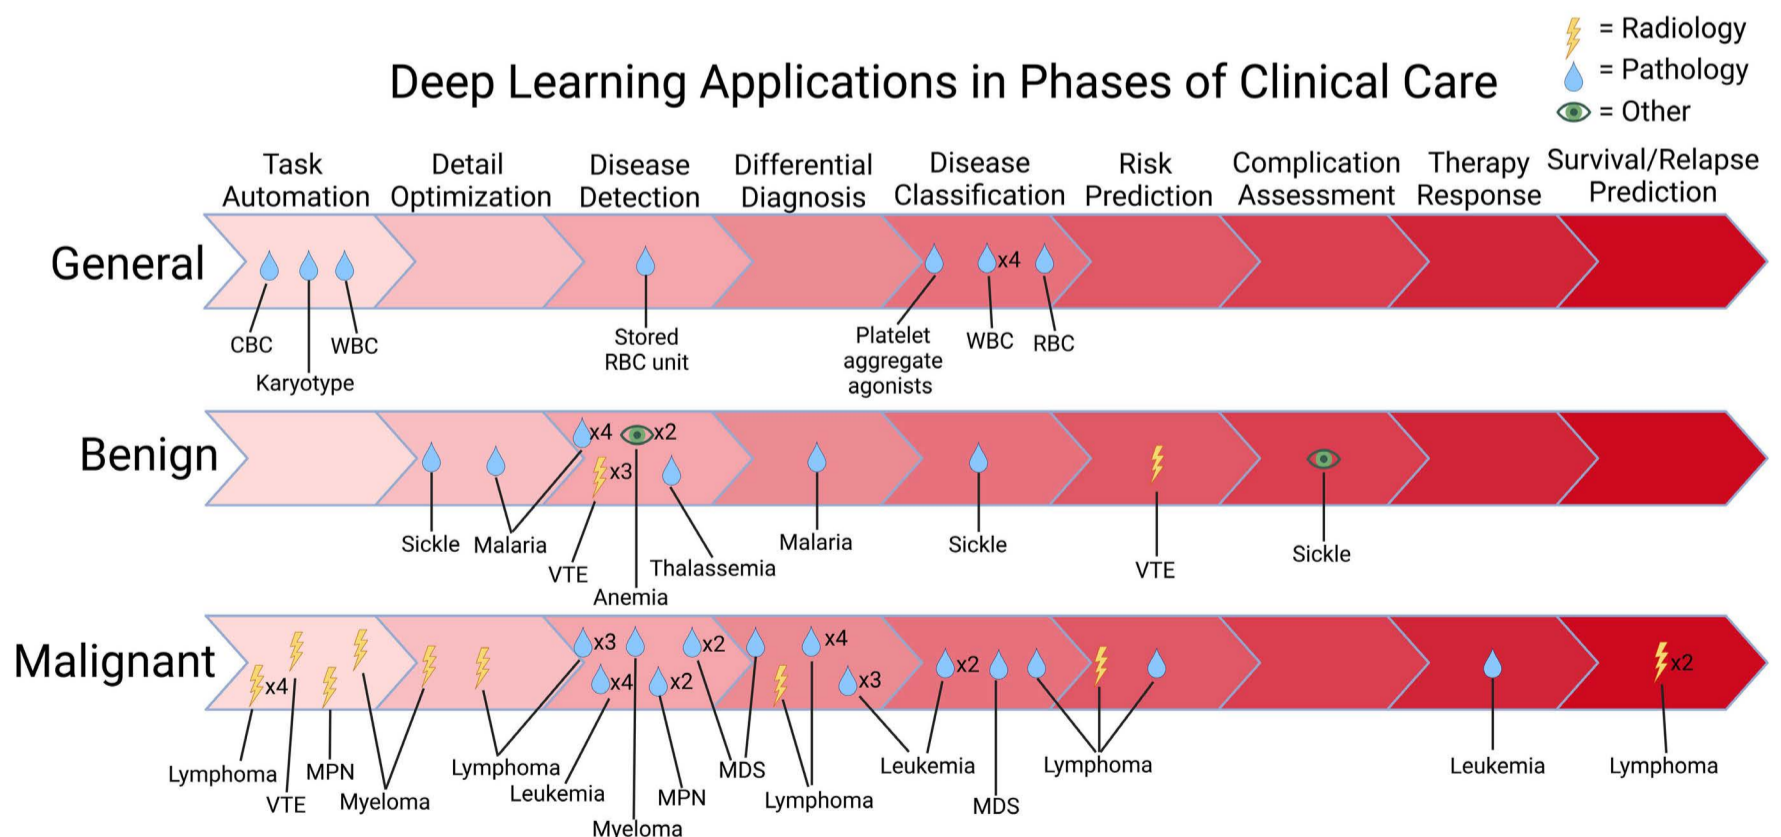 = Radiology
Deep Learning Applications in Phases of Clinical Care
= Pathology
= Other
Task Automation
Detail Optimization
Disease Detection
Differential Diagnosis
Disease Classification
Risk Prediction
Complication Assessment
Therapy Response
Survival/Relapse Prediction
General
x4
CBC
Karyotype
WBC
Stored
RBC unit
Platelet
aggregate
agonists
WBC
RBC
Benign
x4
x2
x3
Sickle
Malaria
VTE
Anemia
Thalassemia
Malaria
Sickle
VTE
Sickle
Malignant
x4
x3
x4
x2
x2
x4
x3
x2
x2
Lymphoma
VTE
MPN
Myeloma
Lymphoma
Leukemia
Myeloma
MPN
MDS
Lymphoma
Leukemia
MDS
Lymphoma
Leukemia
Lymphoma